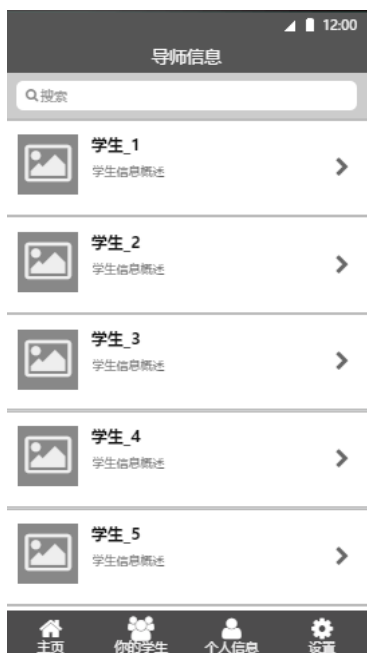 12:00
导师信息
搜索
学生_1
学生信息概述
学生_2
学生信息概述
学生_3
学生信息概述
学生_4
学生信息概述
学生_5
学生信息概述
主页 你的学生 个人信息 设置